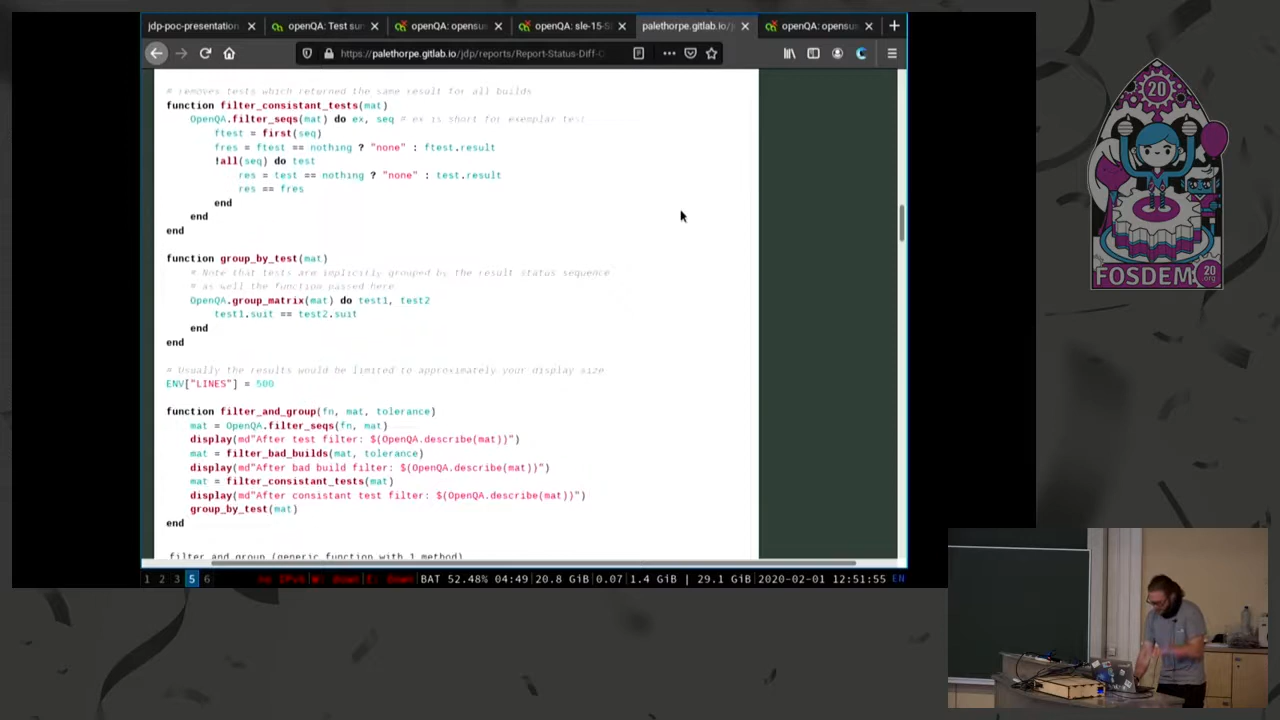 jdp-poc-presentation
openQA: Test sum
openQA: opensus
openQA: sle-15-S
palethorpe.gitlab.io/j
openQA: opensus
https://palethorpe.gitlab.io/jdp/reports/Report-Status-Diff-C
# removes tests which returned the same result for all builds
function filter_consistant_tests(mat)
OpenQA.filter_seqs(mat) do ex, seq # ex is short for exemplar test
ftest = first(seq)
fres = ftest == nothing ? "none" : ftest.result
!all(seq) do test
res = test == nothing ? "none" : test.result
res == fres
end
end
end
function group_by_test(mat)
# Note that tests are implicitly grouped by the result status sequence
# as well the function passed here
OpenQA.group_matrix(mat) do test1, test2
test1.suit == test2.suit
end
end
# Usually the results would be limited to approximately your display size
ENV["LINES"] = 500
function filter_and_group(fn, mat, tolerance)
mat = OpenQA.filter_seqs(fn, mat)
display(md"After test filter: $(OpenQA.describe(mat))")
mat = filter_bad_builds(mat, tolerance)
display(md"After bad build filter: $(OpenQA.describe(mat))")
mat = filter_consistant_tests(mat)
display(md"After consistant test filter: $(OpenQA.describe(mat))")
group_by_test(mat)
end
filter_and_group (generic function with 1 method)
1 2 3 5 6 no IPv6 W: down E: down BAT 52.48% 04:49 20.8 GiB 0.07 1.4 GiB | 29.1 GiB 2020-02-01 12:51:55 EN
20
FOSDEM 20 .org